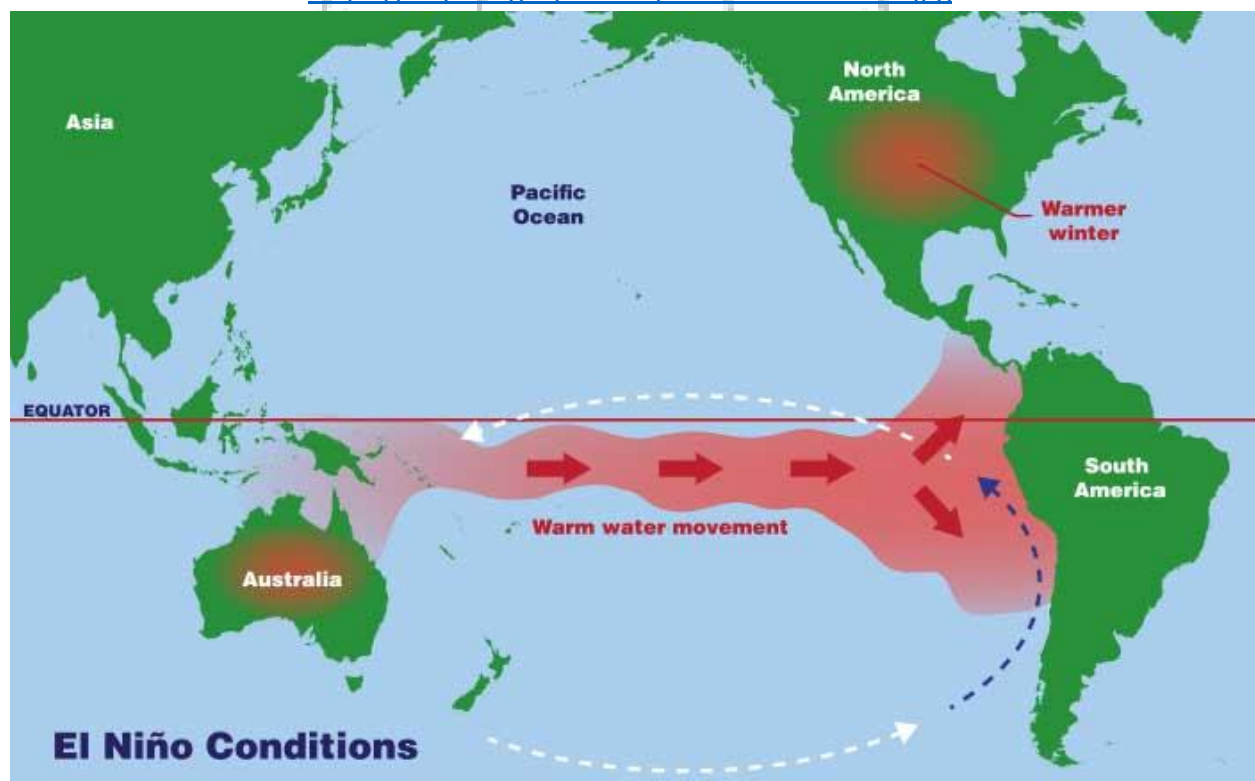 Asia
North
America
Pacific
Ocean
Warmer
winter
EQUATOR
South
America
Warm water movement
Australia
El Niño Conditions